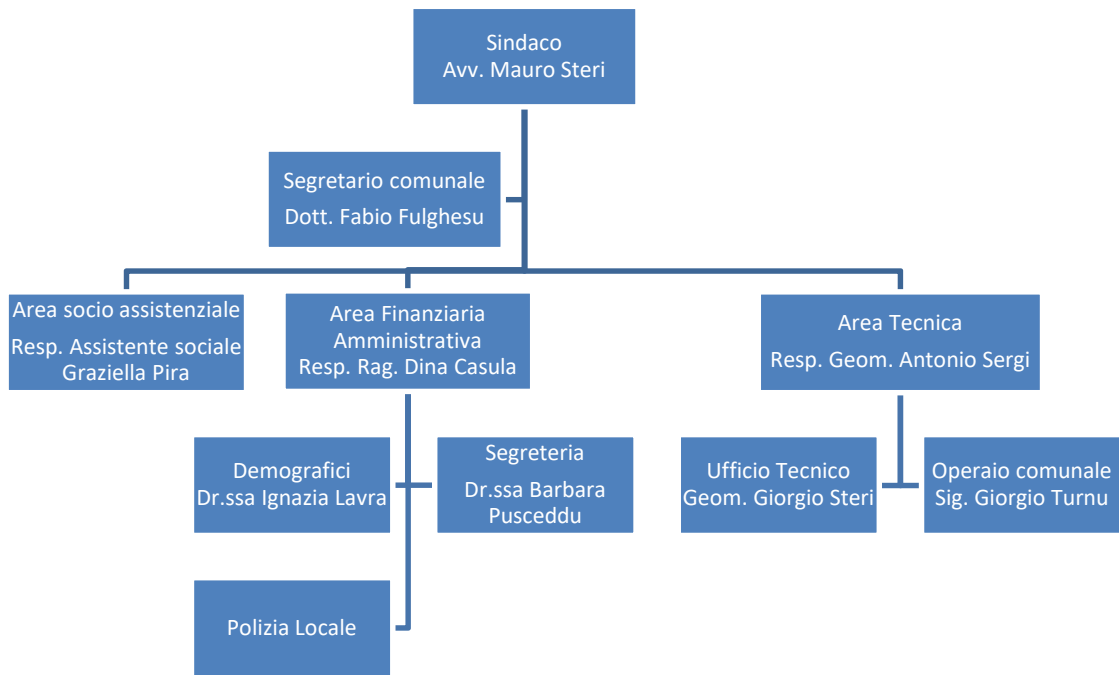 Sindaco
Avv. Mauro Steri
Segretario comunale
Dott. Fabio Fulghesu
Area socio assistenziale
Resp. Assistente sociale
Graziella Pira
Area Finanziaria
Amministrativa
Resp. Rag. Dina Casula
Area Tecnica
Resp. Geom. Antonio Sergi
Demografici
Dr.ssa Ignazia Lavra
Segreteria
Dr.ssa Barbara
Pusceddu
Ufficio Tecnico
Geom. Giorgio Steri
Operaio comunale
Sig. Giorgio Turnu
Polizia Locale